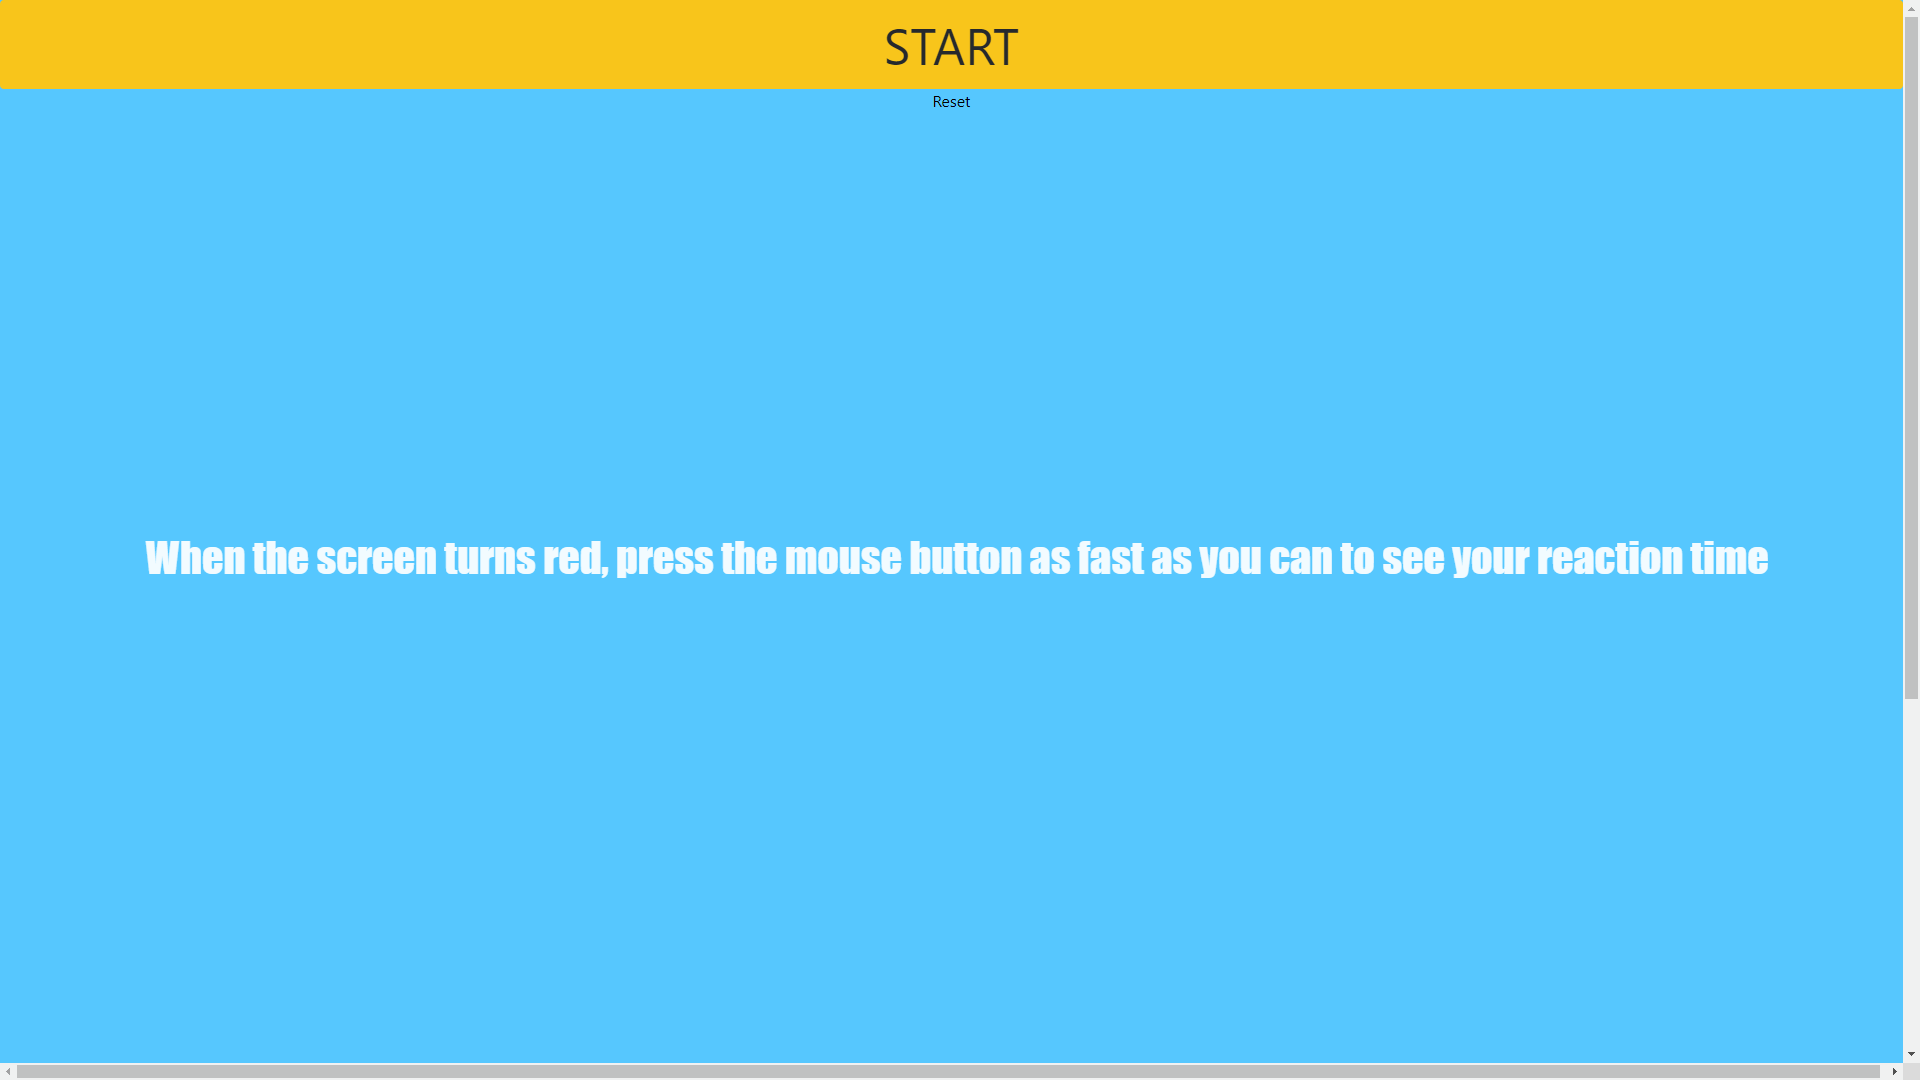 START
Reset
When the screen turns red, press the mouse button as fast as you can to see your reaction time